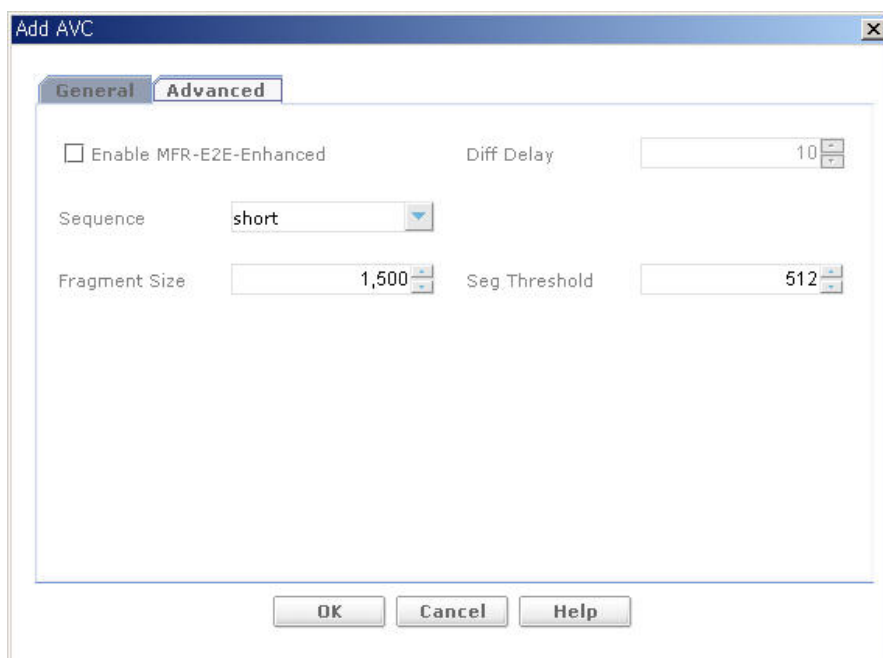 Add AVC
General Advanced
Enable MFR-E2E-Enhanced Diff Delay 10
Sequence short
Fragment Size 1,500 Seg Threshold 512
OK Cancel Help